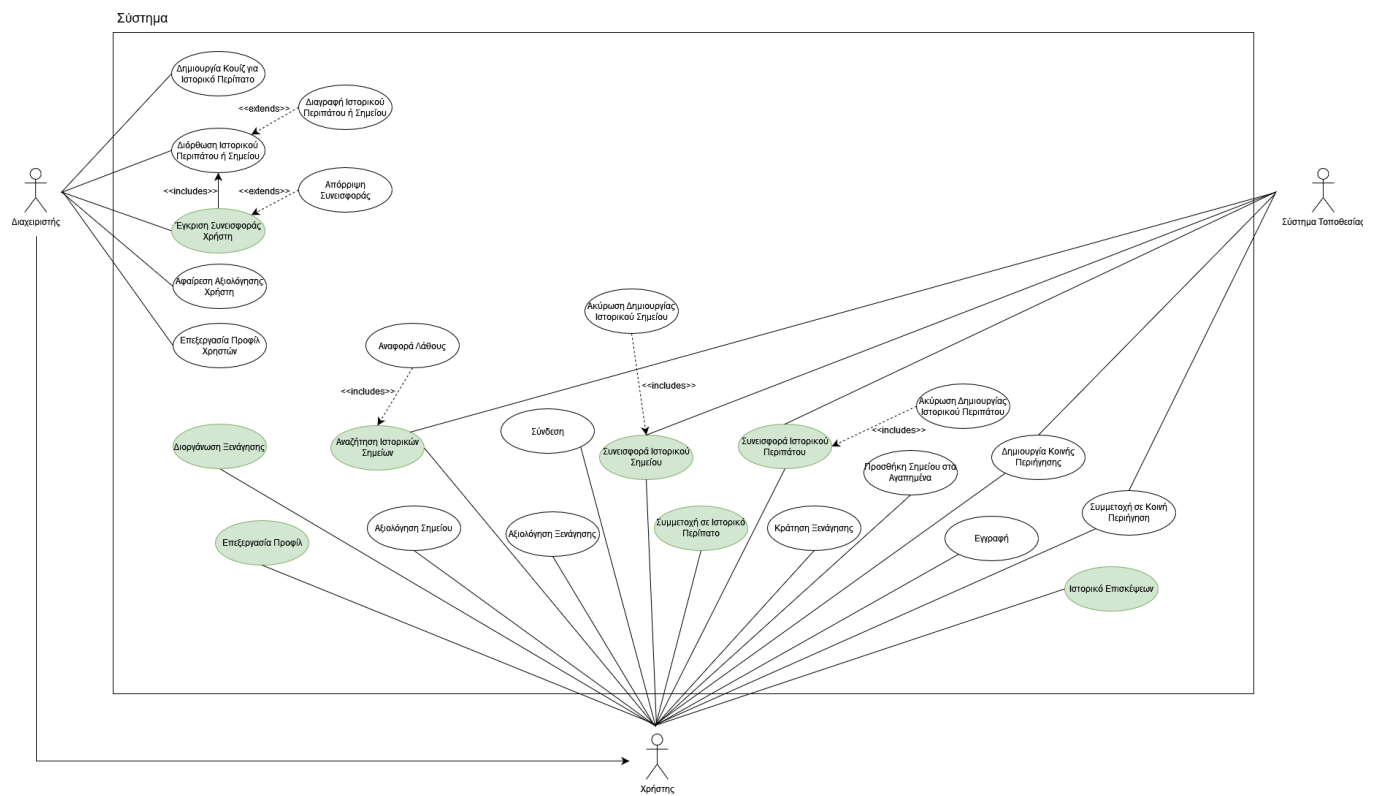 Σύστημα
Δημιουργία Κουίζ για
Ιστορικό Περίπατο
Διαγραφή Ιστορικού
Περιπάτου ή Σημείου
<<extends>>
Διόρθωση Ιστορικού
Περιπάτου ή Σημείου
<<includes>>
<<extends>>
Απόρριψη
Συνεισφοράς
Διαχειριστής
Σύστημα Τοποθεσίας
Έγκριση Συνεισφοράς
Χρήστη
Αφαίρεση Αξιολόγησης
Χρήστη
Επεξεργασία Προφίλ
Χρηστών
Ακύρωση Δημιουργίας
Ιστορικού Σημείου
Αναφορά Λάθους
<<includes>>
<<includes>>
Ακύρωση Δημιουργίας
Ιστορικού Περιπάτου
<<includes>>
Διοργάνωση Ξενάγησης
Αναζήτηση Ιστορικών
Σημείων
Σύνδεση
Συνεισφορά Ιστορικού
Σημείου
Συνεισφορά Ιστορικού
Περιπάτου
Προσθήκη Σημείου στα
Αγαπημένα
Δημιουργία Κοινής
Περιήγησης
Συμμετοχή σε Κοινή
Περιήγηση
Επεξεργασία Προφίλ
Αξιολόγηση Σημείου
Αξιολόγηση Ξενάγησης
Συμμετοχή σε Ιστορικό
Περίπατο
Κράτηση Ξενάγησης
Εγγραφή
Ιστορικό Επισκέψεων
Χρήστης